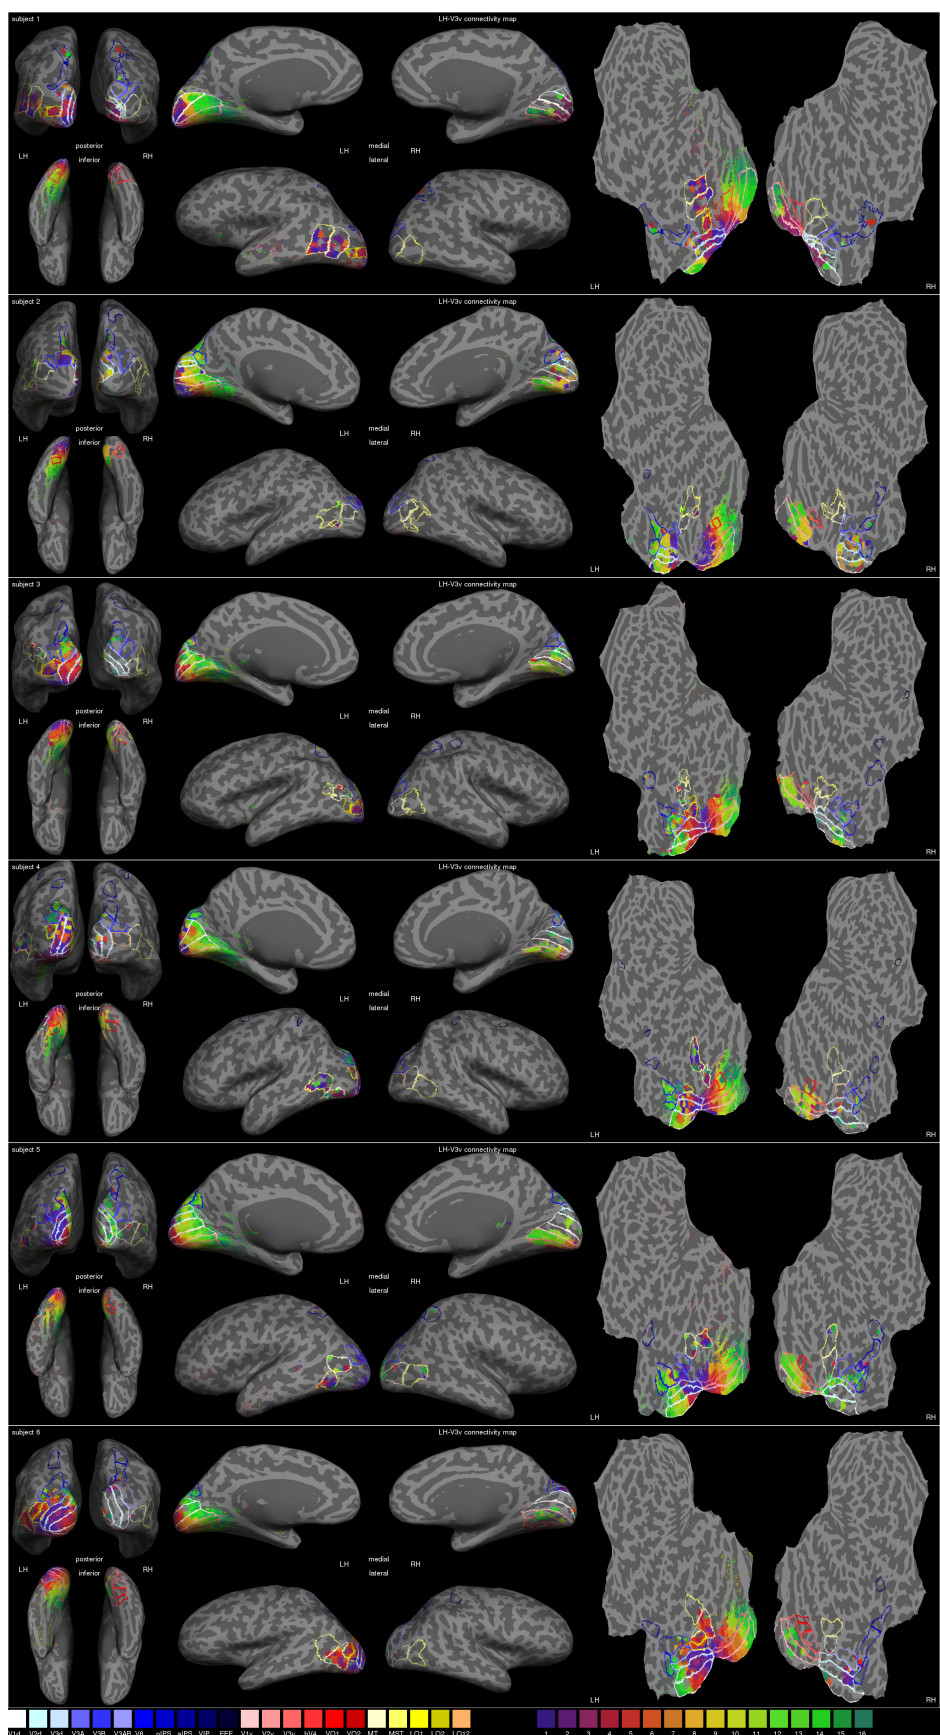 subject 1
LH-V3v connectivity map
posterior
LH
inferior
RH
medial
LH
RH
lateral
LH
RH
subject 2
LH-V3v connectivity map
posterior
LH
inferior
RH
medial
LH
RH
lateral
LH
RH
subject 3
LH-V3v connectivity map
posterior
LH
inferior
RH
medial
LH
RH
lateral
LH
RH
subject 4
LH-V3v connectivity map
posterior
LH
inferior
RH
medial
LH
RH
lateral
LH
RH
subject 5
LH-V3v connectivity map
posterior
LH
inferior
RH
medial
LH
RH
lateral
LH
RH
subject 6
LH-V3v connectivity map
posterior
LH
inferior
RH
medial
LH
RH
lateral
LH
RH
V1d V2d V3d V3A V3B V3AB V6 pIPS aIPS VIP FEF V1v V2v V3v hV4 VO1 VO2 MT MST LO1 LO2 LO12 1 2 3 4 5 6 7 8 9 10 11 12 13 14 15 16